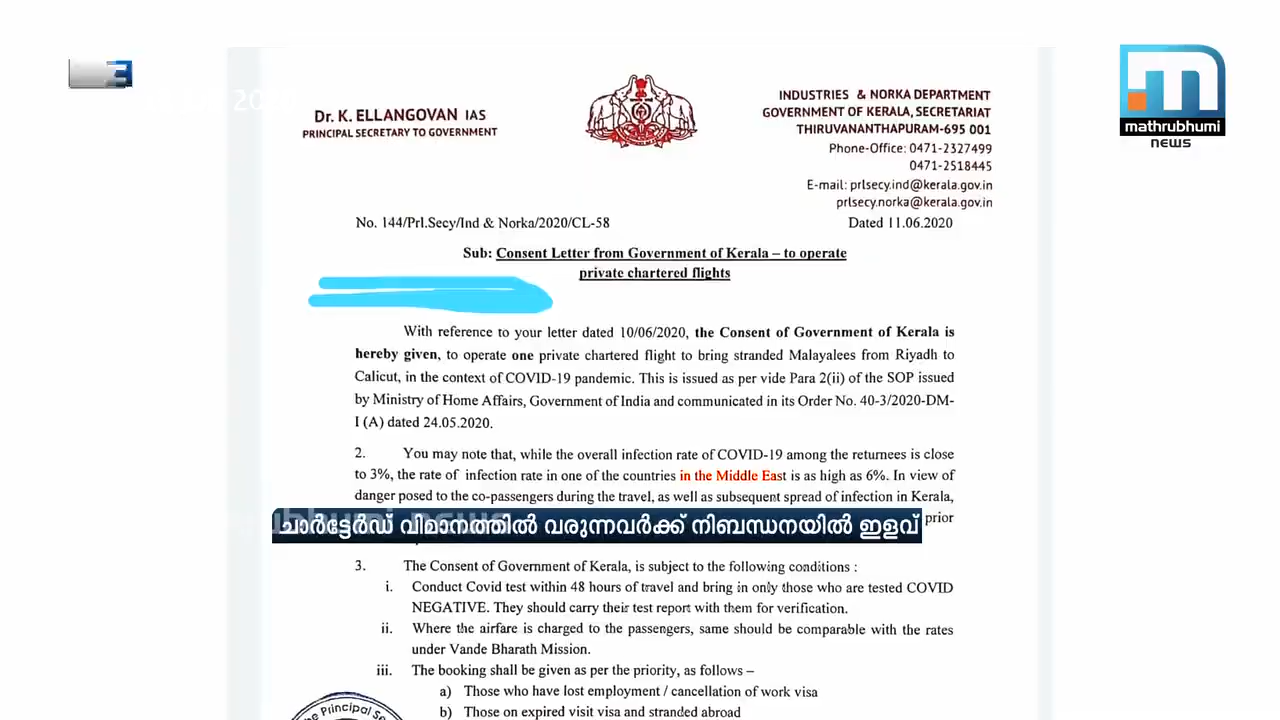 Dr. K. ELLANGOVAN IAS
PRINCIPAL SECRETARY TO GOVERNMENT
INDUSTRIES & NORKA DEPARTMENT
GOVERNMENT OF KERALA, SECRETARIAT
THIRUVANANTHAPURAM-695 001
Phone-Office: 0471-2327499
0471-2518445
E-mail: prlsecy.ind@kerala.gov.in
prlsecy.norka@kerala.gov.in
mathrubhumi
news
No. 144/Prl.Secy/Ind & Norka/2020/CL-58
Dated 11.06.2020
Sub: Consent Letter from Government of Kerala – to operate
private chartered flights
With reference to your letter dated 10/06/2020, the Consent of Government of Kerala is
hereby given, to operate one private chartered flight to bring stranded Malayalees from Riyadh to
Calicut, in the context of COVID-19 pandemic. This is issued as per vide Para 2(ii) of the SOP issued
by Ministry of Home Affairs, Government of India and communicated in its Order No. 40-3/2020-DM-
I (A) dated 24.05.2020.
2. You may note that, while the overall infection rate of COVID-19 among the returnees is close
to 3%, the rate of infection rate in one of the countries in the Middle East is as high as 6%. In view of
danger posed to the co-passengers during the travel, as well as subsequent spread of infection in Kerala,
prior
ചാർട്ടേർഡ് വിമാനത്തിൽ വരുന്നവർക്ക് നിബന്ധനയിൽ ഇളവ്
3. The Consent of Government of Kerala, is subject to the following conditions :
i. Conduct Covid test within 48 hours of travel and bring in only those who are tested COVID
NEGATIVE. They should carry their test report with them for verification.
ii. Where the airfare is charged to the passengers, same should be comparable with the rates
under Vande Bharath Mission.
iii. The booking shall be given as per the priority, as follows –
a) Those who have lost employment / cancellation of work visa
b) Those on expired visit visa and stranded abroad
The Principal Se